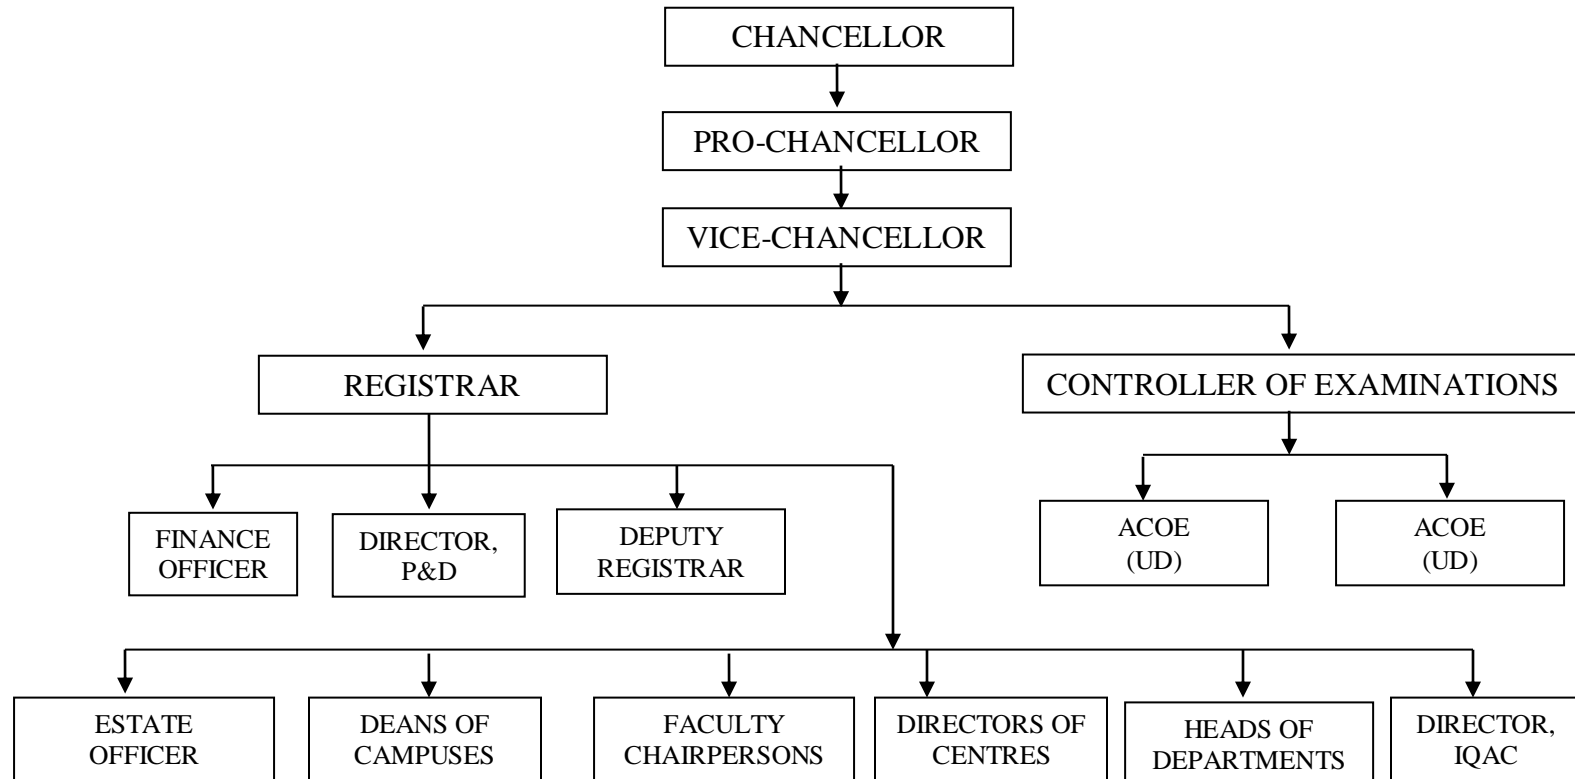 CHANCELLOR
PRO-CHANCELLOR
VICE-CHANCELLOR
REGISTRAR
CONTROLLER OF EXAMINATIONS
FINANCE
OFFICER
DIRECTOR,
P&D
DEPUTY
REGISTRAR
ACOE
(UD)
ACOE
(UD)
ESTATE
OFFICER
DEANS OF
CAMPUSES
FACULTY
CHAIRPERSONS
DIRECTORS OF
CENTRES
HEADS OF
DEPARTMENTS
DIRECTOR,
IQAC